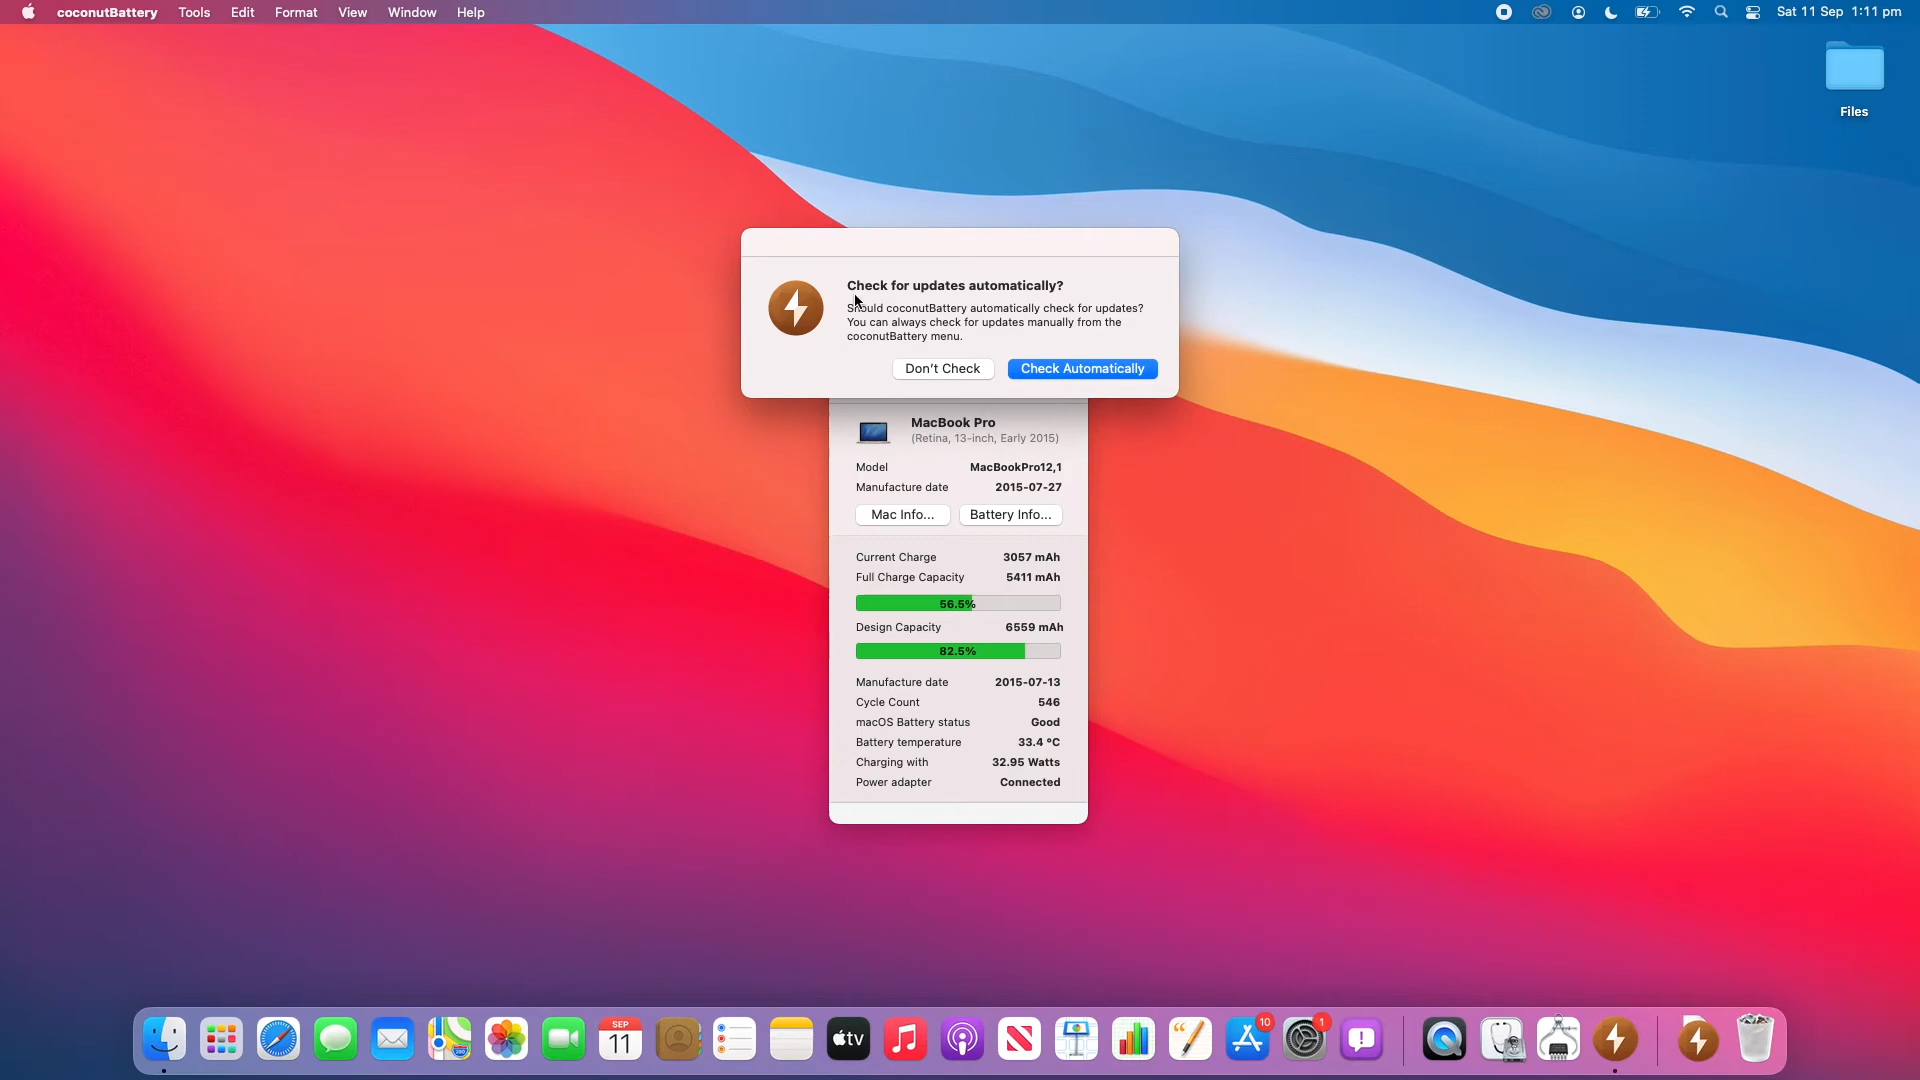 coconutBattery Tools Edit Format View Window Help
Sat 11 Sep 1:11 pm
Files
Check for updates automatically?
Should coconutBattery automatically check for updates?
You can always check for updates manually from the
coconutBattery menu.
Don't Check Check Automatically
MacBook Pro
(Retina, 13-inch, Early 2015)
Model MacBookPro12,1
Manufacture date 2015-07-27
Mac Info... Battery Info...
Current Charge 3057 mAh
Full Charge Capacity 5411 mAh
56.5%
Design Capacity 6559 mAh
82.5%
Manufacture date 2015-07-13
Cycle Count 546
macOS Battery status Good
Battery temperature 33.4 ºC
Charging with 32.95 Watts
Power adapter Connected
280
SEP
11
tv
10
1